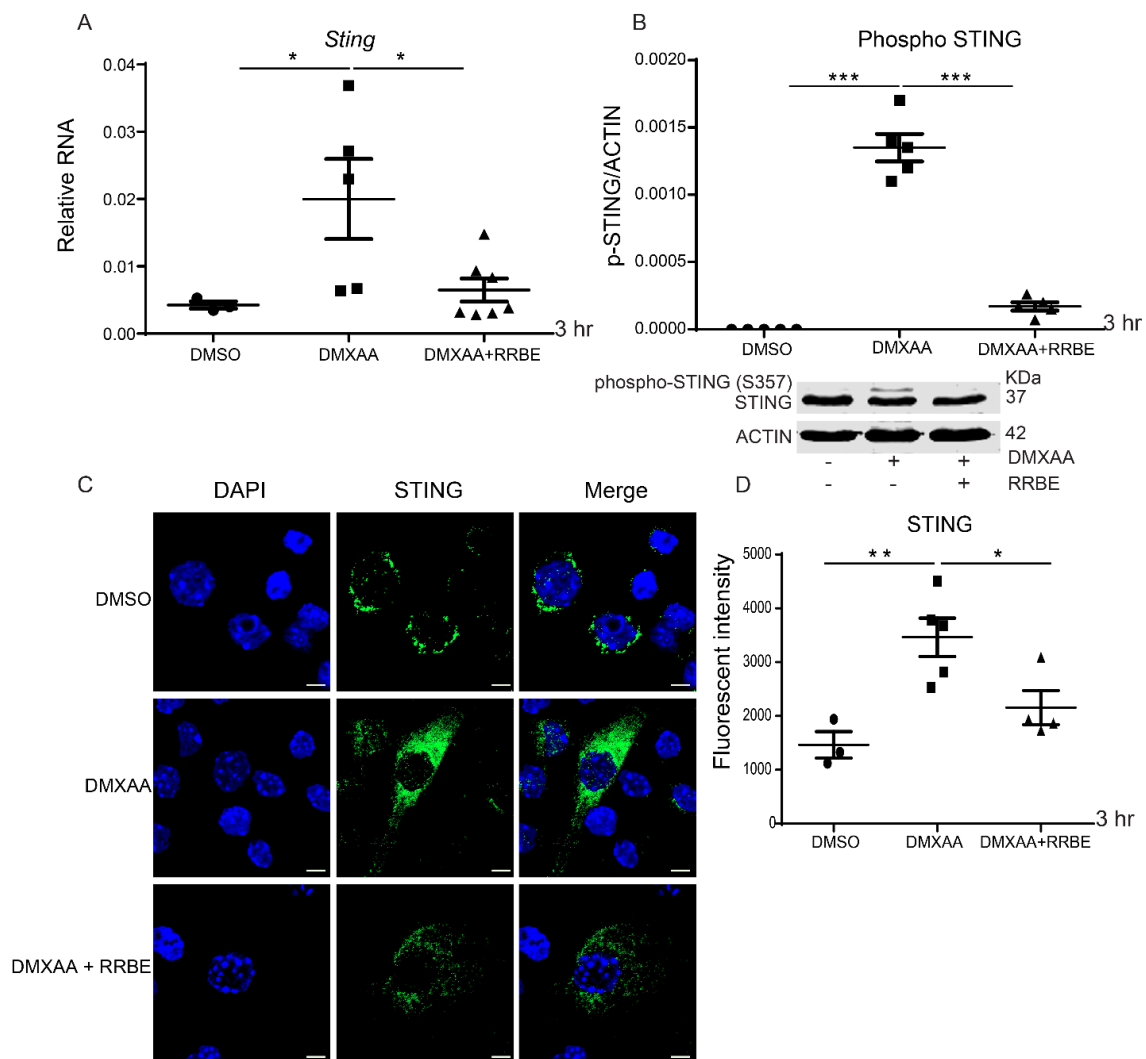 A
Sting
* *
Relative RNA
0.04
0.03
0.02
0.01
0.00
DMSO DMXAA DMXAA+RRBE 3 hr
B
Phospho STING
*** ***
p-STING/ACTIN
0.0020
0.0015
0.0010
0.0005
0.0000
DMSO DMXAA DMXAA+RRBE 3 hr
phospho-STING (S357) KDa
STING 37
ACTIN 42
- + + DMXAA
- - + RRBE
C
DAPI STING Merge
DMSO
DMXAA
DMXAA + RRBE
D
STING
** *
Fluorescent intensity
5000
4000
3000
2000
1000
0
DMSO DMXAA DMXAA+RRBE 3 hr